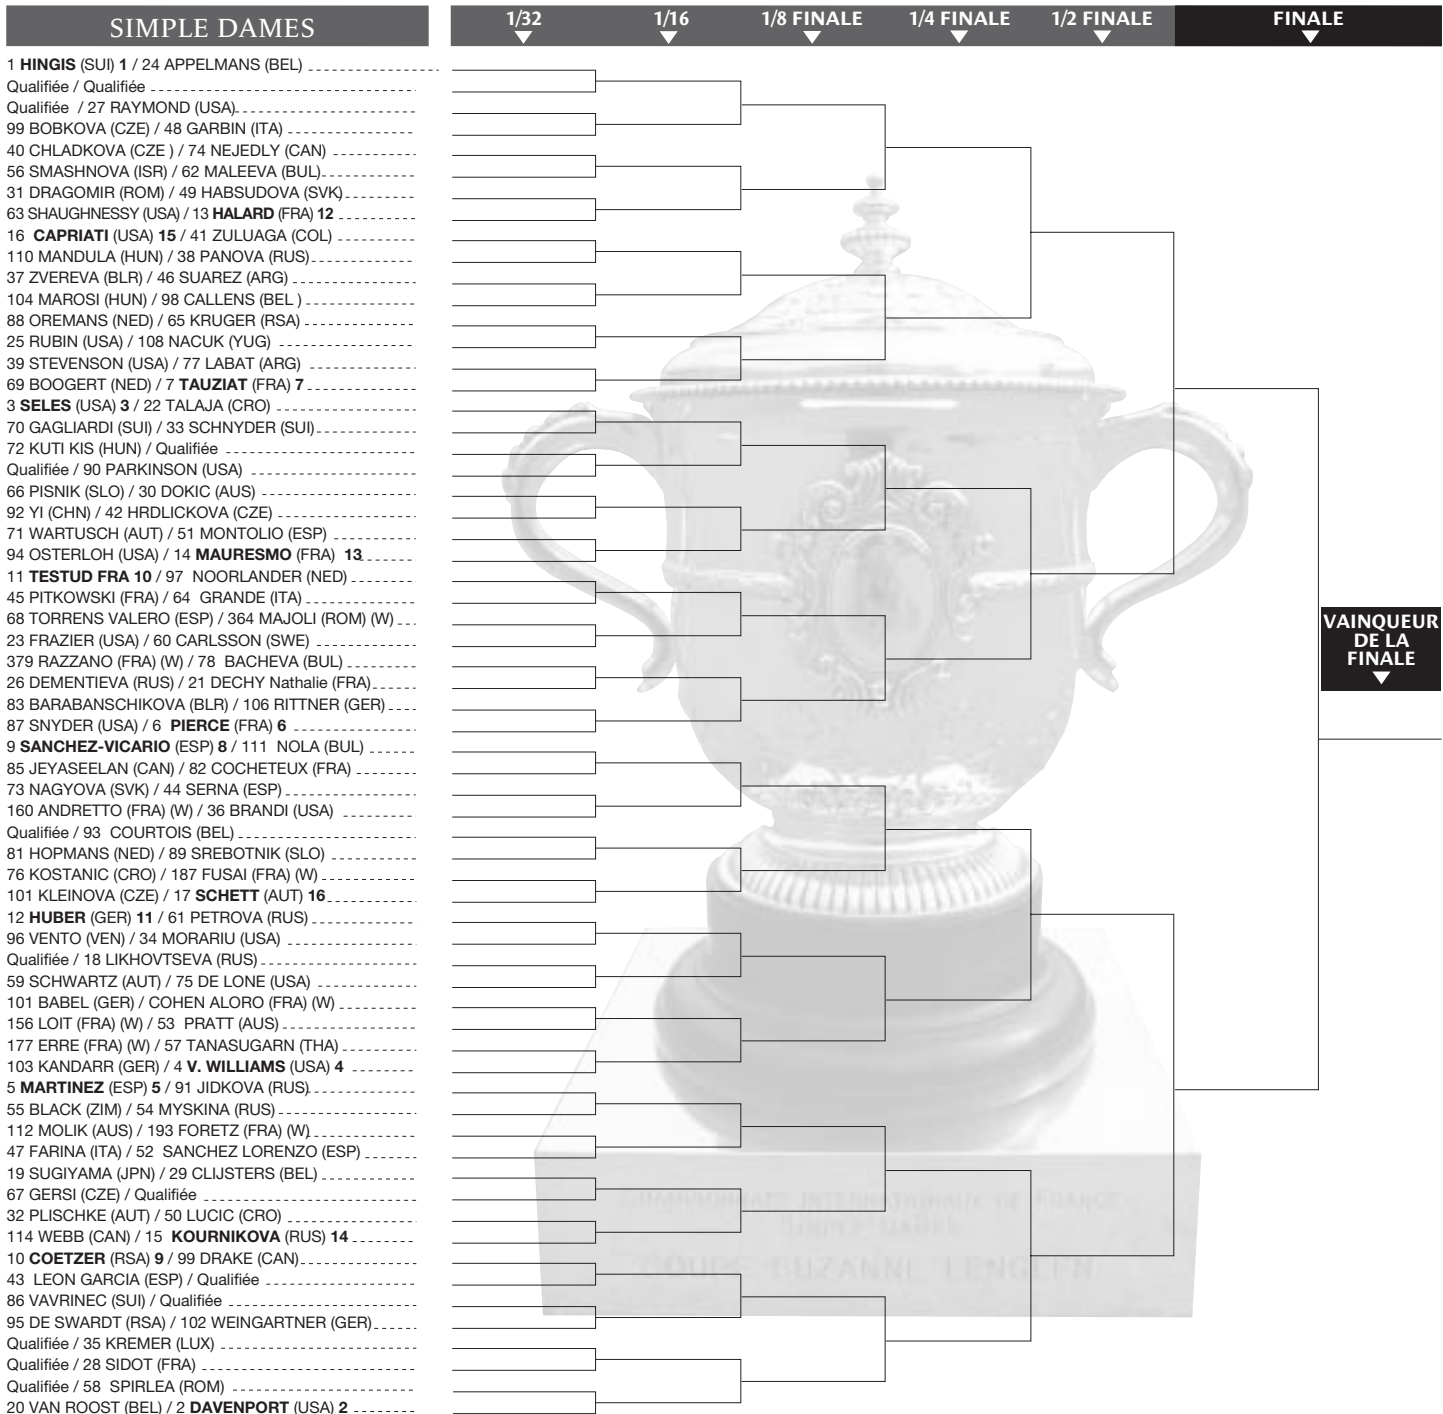 SIMPLE DAMES
1/32 1/16 1/8 FINALE 1/4 FINALE 1/2 FINALE FINALE
1 HINGIS (SUI) 1 / 24 APPELMANS (BEL)
Qualifiée / Qualifiée
Qualifiée / 27 RAYMOND (USA)
99 BOBKOVA (CZE) / 48 GARBIN (ITA)
40 CHLADKOVA (CZE ) / 74 NEJEDLY (CAN)
56 SMASHNOVA (ISR) / 62 MALEEVA (BUL)
31 DRAGOMIR (ROM) / 49 HABSUDOVA (SVK)
63 SHAUGHNESSY (USA) / 13 HALARD (FRA) 12
16 CAPRIATI (USA) 15 / 41 ZULUAGA (COL)
110 MANDULA (HUN) / 38 PANOVA (RUS)
37 ZVEREVA (BLR) / 46 SUAREZ (ARG)
104 MAROSI (HUN) / 98 CALLENS (BEL )
88 OREMANS (NED) / 65 KRUGER (RSA)
25 RUBIN (USA) / 108 NACUK (YUG)
39 STEVENSON (USA) / 77 LABAT (ARG)
69 BOOGERT (NED) / 7 TAUZIAT (FRA) 7
3 SELES (USA) 3 / 22 TALAJA (CRO)
70 GAGLIARDI (SUI) / 33 SCHNYDER (SUI)
72 KUTI KIS (HUN) / Qualifiée
Qualifiée / 90 PARKINSON (USA)
66 PISNIK (SLO) / 30 DOKIC (AUS)
92 YI (CHN) / 42 HRDLICKOVA (CZE)
71 WARTUSCH (AUT) / 51 MONTOLIO (ESP)
94 OSTERLOH (USA) / 14 MAURESMO (FRA) 13
11 TESTUD FRA 10 / 97 NOORLANDER (NED)
45 PITKOWSKI (FRA) / 64 GRANDE (ITA)
68 TORRENS VALERO (ESP) / 364 MAJOLI (ROM) (W)
23 FRAZIER (USA) / 60 CARLSSON (SWE)
379 RAZZANO (FRA) (W) / 78 BACHEVA (BUL)
26 DEMENTIEVA (RUS) / 21 DECHY Nathalie (FRA)
83 BARABANSCHIKOVA (BLR) / 106 RITTNER (GER)
87 SNYDER (USA) / 6 PIERCE (FRA) 6
9 SANCHEZ-VICARIO (ESP) 8 / 111 NOLA (BUL)
85 JEYASEELAN (CAN) / 82 COCHETEUX (FRA)
73 NAGYOVA (SVK) / 44 SERNA (ESP)
160 ANDRETTO (FRA) (W) / 36 BRANDI (USA)
Qualifiée / 93 COURTOIS (BEL)
81 HOPMANS (NED) / 89 SREBOTNIK (SLO)
76 KOSTANIC (CRO) / 187 FUSAI (FRA) (W)
101 KLEINOVA (CZE) / 17 SCHETT (AUT) 16
12 HUBER (GER) 11 / 61 PETROVA (RUS)
96 VENTO (VEN) / 34 MORARIU (USA)
Qualifiée / 18 LIKHOVTSEVA (RUS)
59 SCHWARTZ (AUT) / 75 DE LONE (USA)
101 BABEL (GER) / COHEN ALORO (FRA) (W)
156 LOIT (FRA) (W) / 53 PRATT (AUS)
177 ERRE (FRA) (W) / 57 TANASUGARN (THA)
103 KANDARR (GER) / 4 V. WILLIAMS (USA) 4
5 MARTINEZ (ESP) 5 / 91 JIDKOVA (RUS)
55 BLACK (ZIM) / 54 MYSKINA (RUS)
112 MOLIK (AUS) / 193 FORETZ (FRA) (W)
47 FARINA (ITA) / 52 SANCHEZ LORENZO (ESP)
19 SUGIYAMA (JPN) / 29 CLIJSTERS (BEL)
67 GERSI (CZE) / Qualifiée
32 PLISCHKE (AUT) / 50 LUCIC (CRO)
114 WEBB (CAN) / 15 KOURNIKOVA (RUS) 14
10 COETZER (RSA) 9 / 99 DRAKE (CAN)
43 LEON GARCIA (ESP) / Qualifiée
86 VAVRINEC (SUI) / Qualifiée
95 DE SWARDT (RSA) / 102 WEINGARTNER (GER)
Qualifiée / 35 KREMER (LUX)
Qualifiée / 28 SIDOT (FRA)
Qualifiée / 58 SPIRLEA (ROM)
20 VAN ROOST (BEL) / 2 DAVENPORT (USA) 2
VAINQUEUR
DE LA
FINALE
CHAMPIONNATS INTERNATIONAUX DE FRANCE
SIMPLE DAMES
COUPE SUZANNE LENGLEN